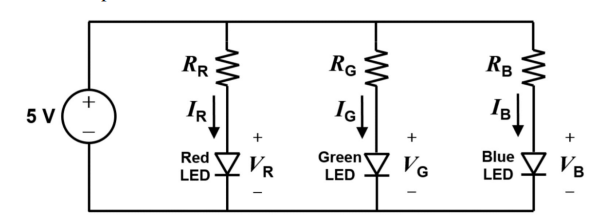 R_R
R_G
R_B
I_R
I_G
I_B
5 V
+
−
Red
LED
+
V_R
−
Green
LED
+
V_G
−
Blue
LED
+
V_B
−